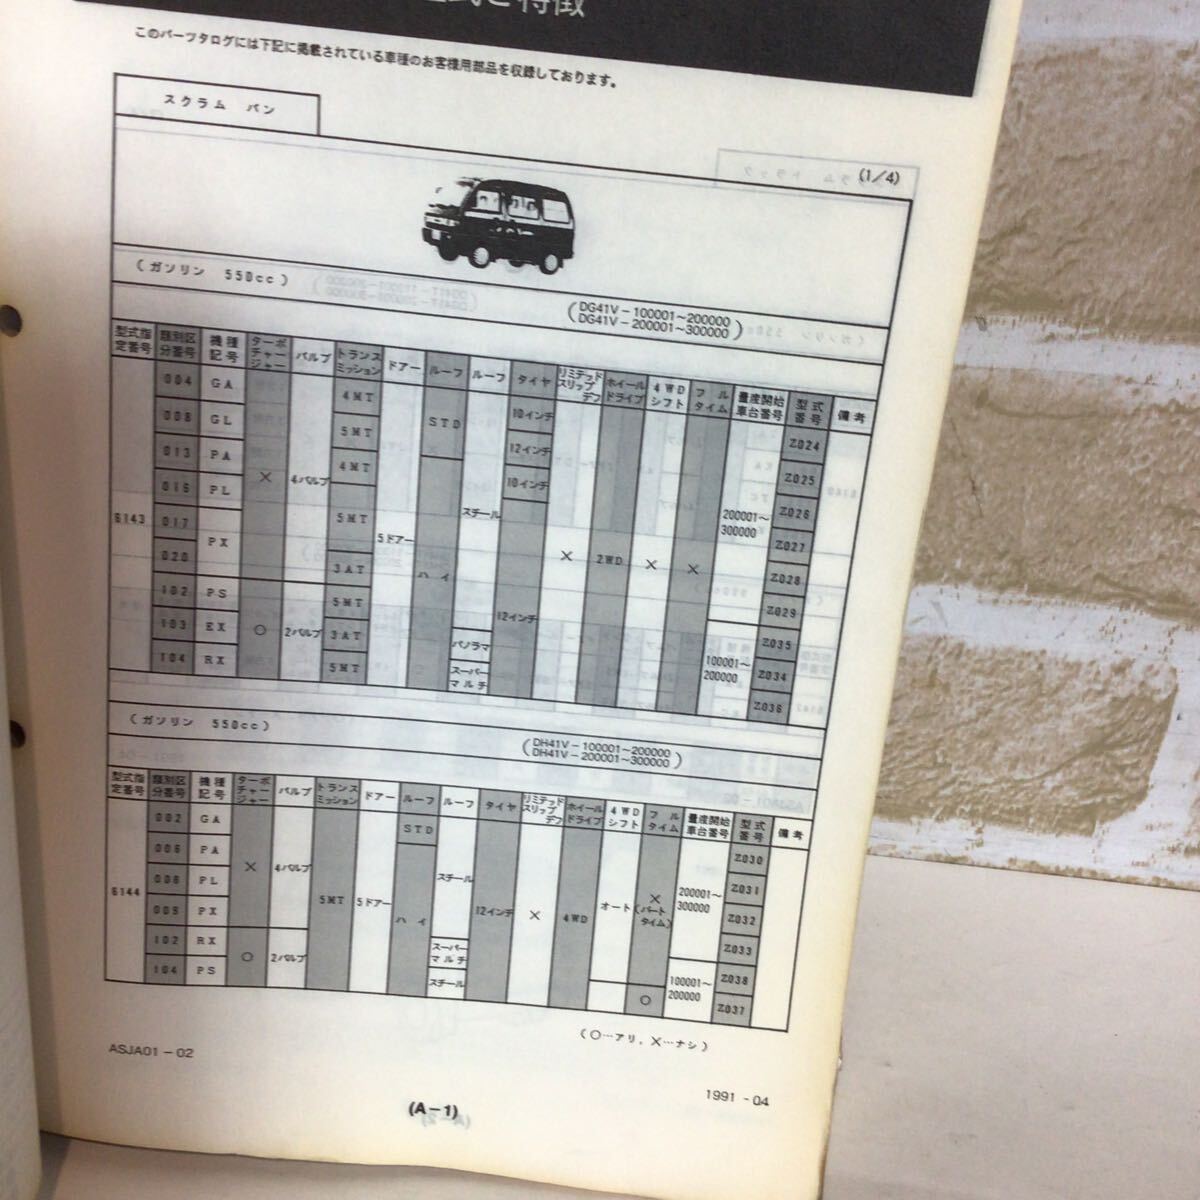 式と特徴
このパーツタログには下記に掲載されている車種のお客様用部品を収録しております。
スクラム バン
(1/4)
(ガソリン 550cc)
(DG41V-100001~200000
DG41V-200001~300000)
型式指定番号 類別区分番号 機種記号 ターボチャージャー バルブ トランスミッション ドアー ルーフ ルーフ タイヤ リミテッドスリップデフ ホイールドライブ 4WDシフト フルタイム 量産開始車台番号 型式番号 備考
6143
004 GA
008 GL
013 PA
016 PL
017 PX
020
102 PS
103 EX
104 RX
× 4バルブ
○ 2バルブ
4MT
5MT
4MT
5MT
3AT
5MT
3AT
5MT
5ドアー
STD
ハイ
スチール
パノラマ
スーパーマルチ
10インチ
12インチ
10インチ
12インチ
×
2WD
×
×
200001~300000
100001~200000
Z024
Z025
Z026
Z027
Z028
Z029
Z035
Z034
Z036
(ガソリン 550cc)
(DH41V-100001~200000
DH41V-200001~300000)
型式指定番号 類別区分番号 機種記号 ターボチャージャー バルブ トランスミッション ドアー ルーフ ルーフ タイヤ リミテッドスリップデフ ホイールドライブ 4WDシフト フルタイム 量産開始車台番号 型式番号 備考
6144
002 GA
006 PA
008 PL
009 PX
102 RX
104 PS
× 4バルブ
○ 2バルブ
5MT
5ドアー
STD
ハイ
スチール
スーパーマルチ
スチール
12インチ
×
4WD
オート
×(パートタイム)
○
200001~300000
100001~200000
Z030
Z031
Z032
Z033
Z038
Z037
(○…アリ, ×…ナシ)
ASJA01-02
1991-04
(A-1)